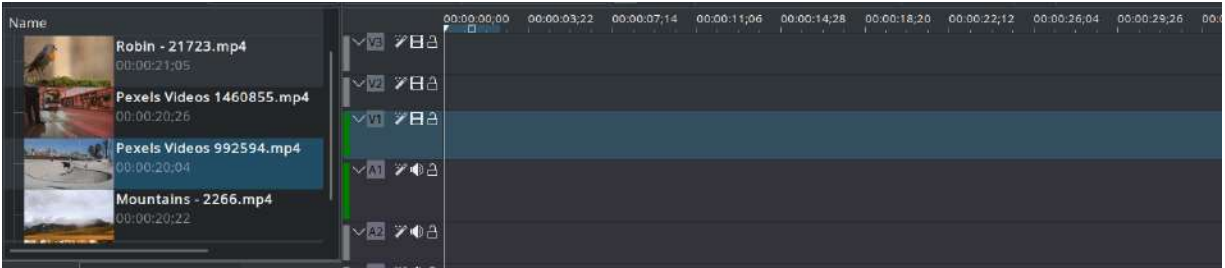 Name
Robin - 21723.mp4
00:00:21;05
Pexels Videos 1460855.mp4
00:00:20;26
Pexels Videos 992594.mp4
00:00:20;04
Mountains - 2266.mp4
00:00:20;22
00:00:00;00 00:00:03;22 00:00:07;14 00:00:11;06 00:00:14;28 00:00:18;20 00:00:22;12 00:00:26;04 00:00:29;26 00:
V3
V2
V1
A1
A2